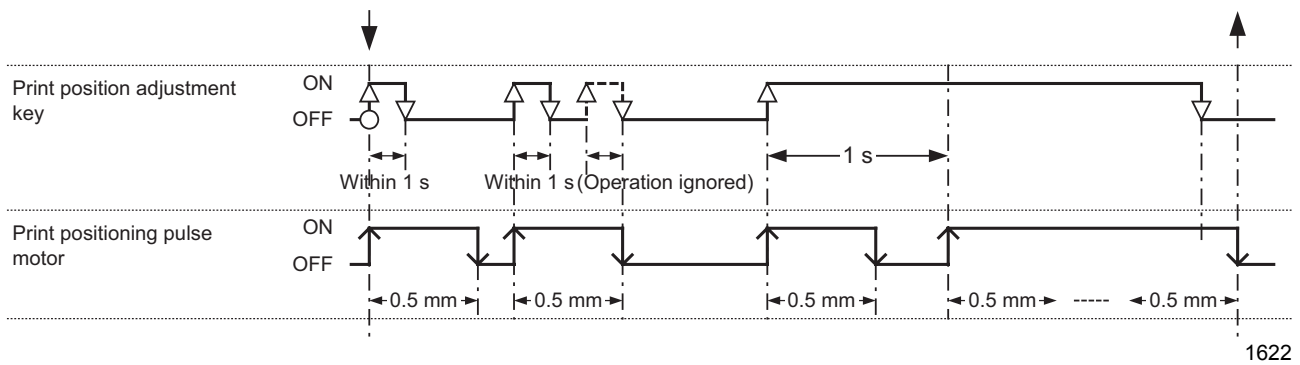 Print position adjustment
key
ON
OFF
1 s
Within 1 s
Within 1 s (Operation ignored)
Print positioning pulse
motor
ON
OFF
0.5 mm
0.5 mm
0.5 mm
0.5 mm
0.5 mm
1622